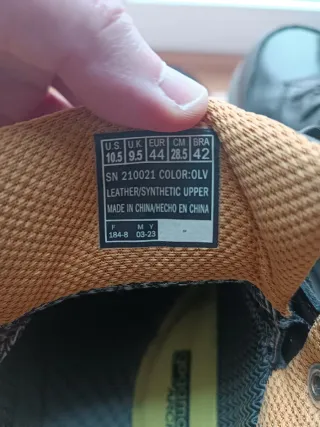 U.S U.K EUR CM BRA
10.5 9.5 44 28.5 42
SN 210021 COLOR:OLV
LEATHER/SYNTHETIC UPPER
MADE IN CHINA/HECHO EN CHINA
F M Y
184-8 03-23